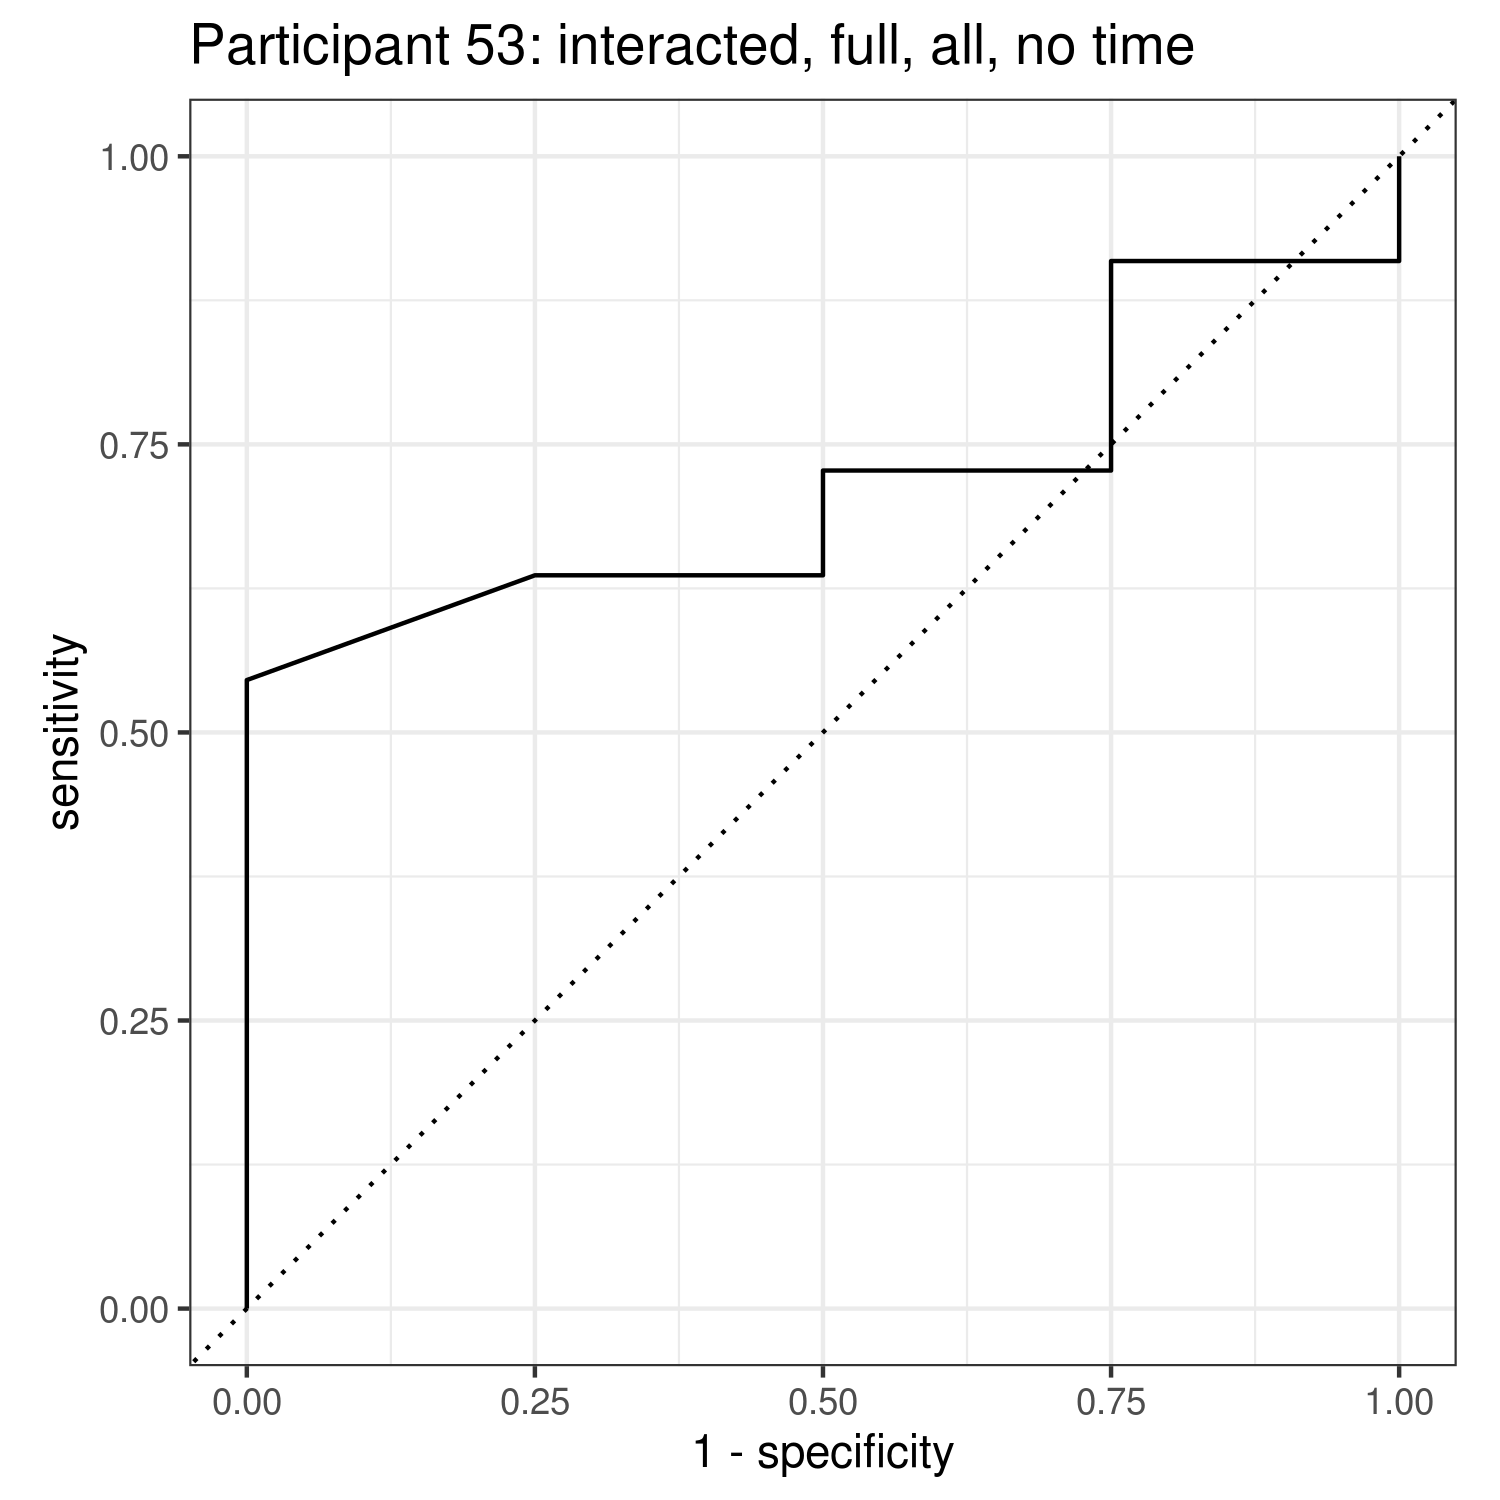 Participant 53: interacted, full, all, no time
1.00
0.75
0.50
0.25
0.00
sensitivity
0.00 0.25 0.50 0.75 1.00
1 - specificity